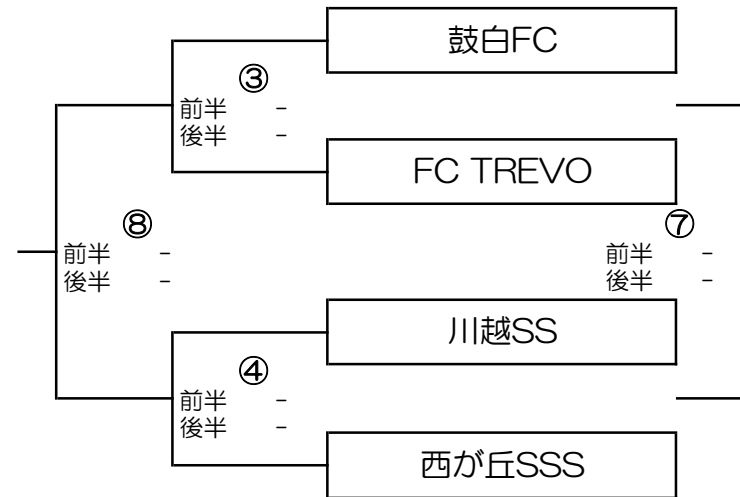 鼓白FC
③
前半 -
後半 -
FC TREVO
⑧
前半 -
後半 -
⑦
前半 -
後半 -
川越SS
④
前半 -
後半 -
西が丘SSS